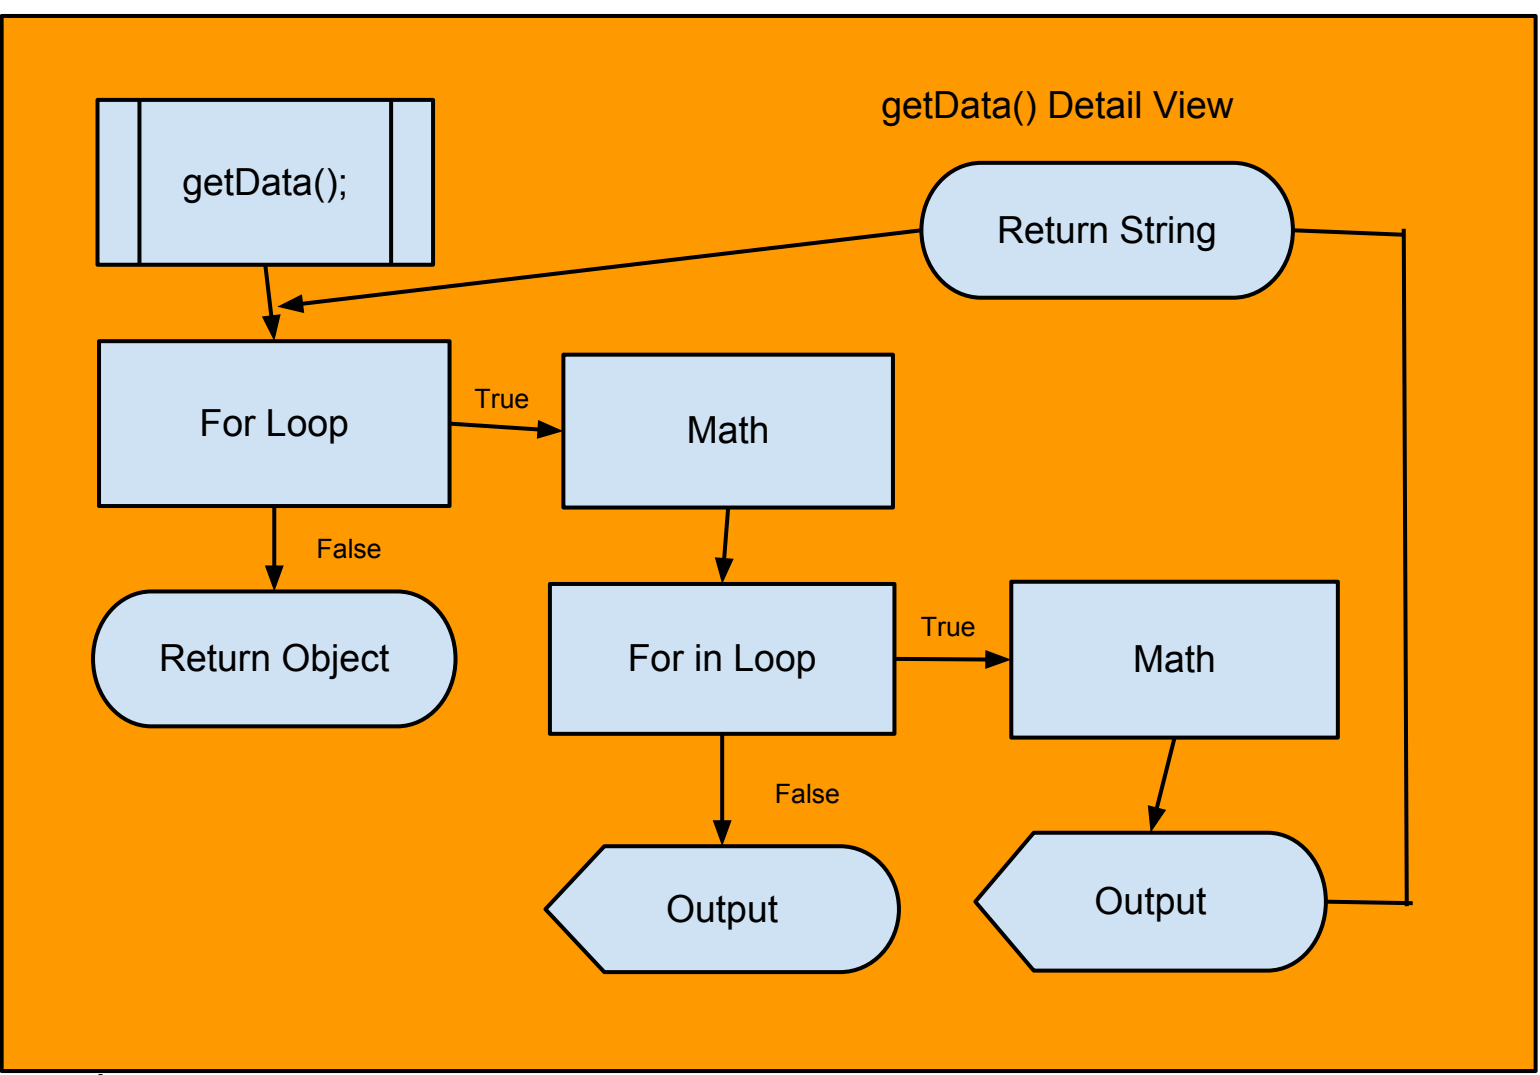 getData() Detail View
getData();
Return String
For Loop
True
Math
False
Return Object
For in Loop
True
Math
False
Output
Output